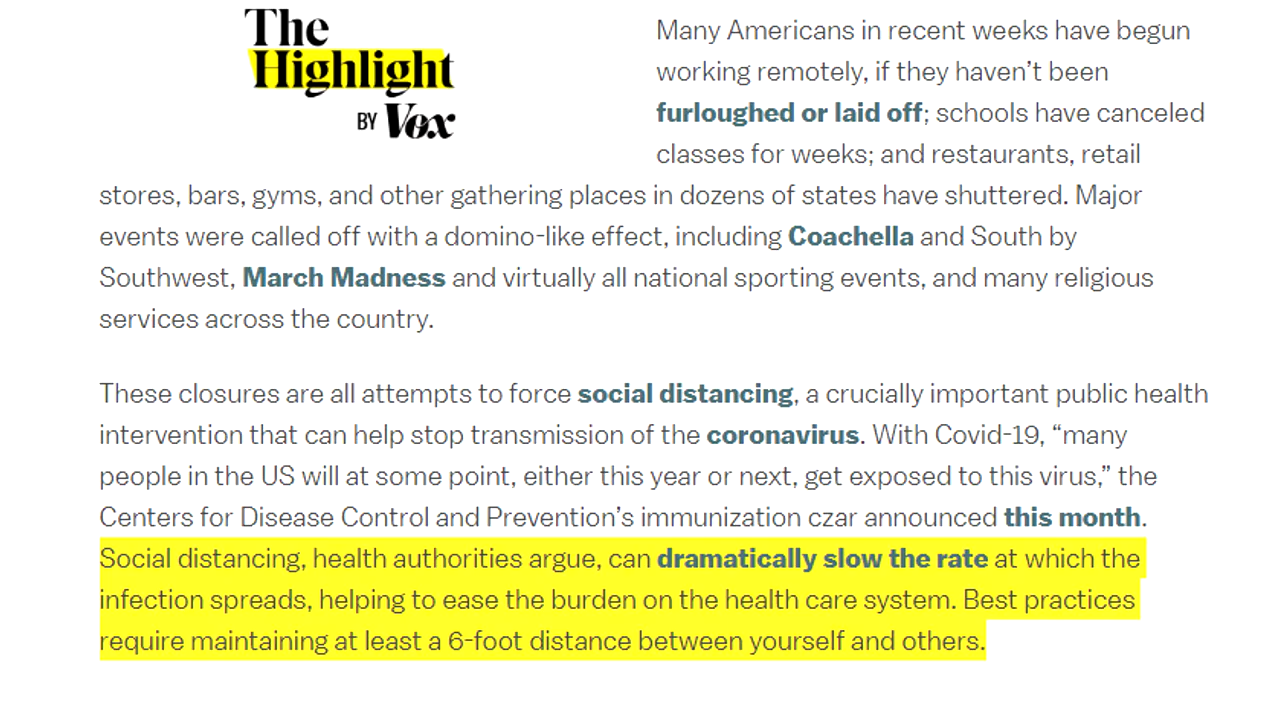 The
Highlight
BY Vox
Many Americans in recent weeks have begun
working remotely, if they haven’t been
furloughed or laid off; schools have canceled
classes for weeks; and restaurants, retail
stores, bars, gyms, and other gathering places in dozens of states have shuttered. Major
events were called off with a domino-like effect, including Coachella and South by
Southwest, March Madness and virtually all national sporting events, and many religious
services across the country.
These closures are all attempts to force social distancing, a crucially important public health
intervention that can help stop transmission of the coronavirus. With Covid-19, “many
people in the US will at some point, either this year or next, get exposed to this virus,” the
Centers for Disease Control and Prevention’s immunization czar announced this month.
Social distancing, health authorities argue, can dramatically slow the rate at which the
infection spreads, helping to ease the burden on the health care system. Best practices
require maintaining at least a 6-foot distance between yourself and others.